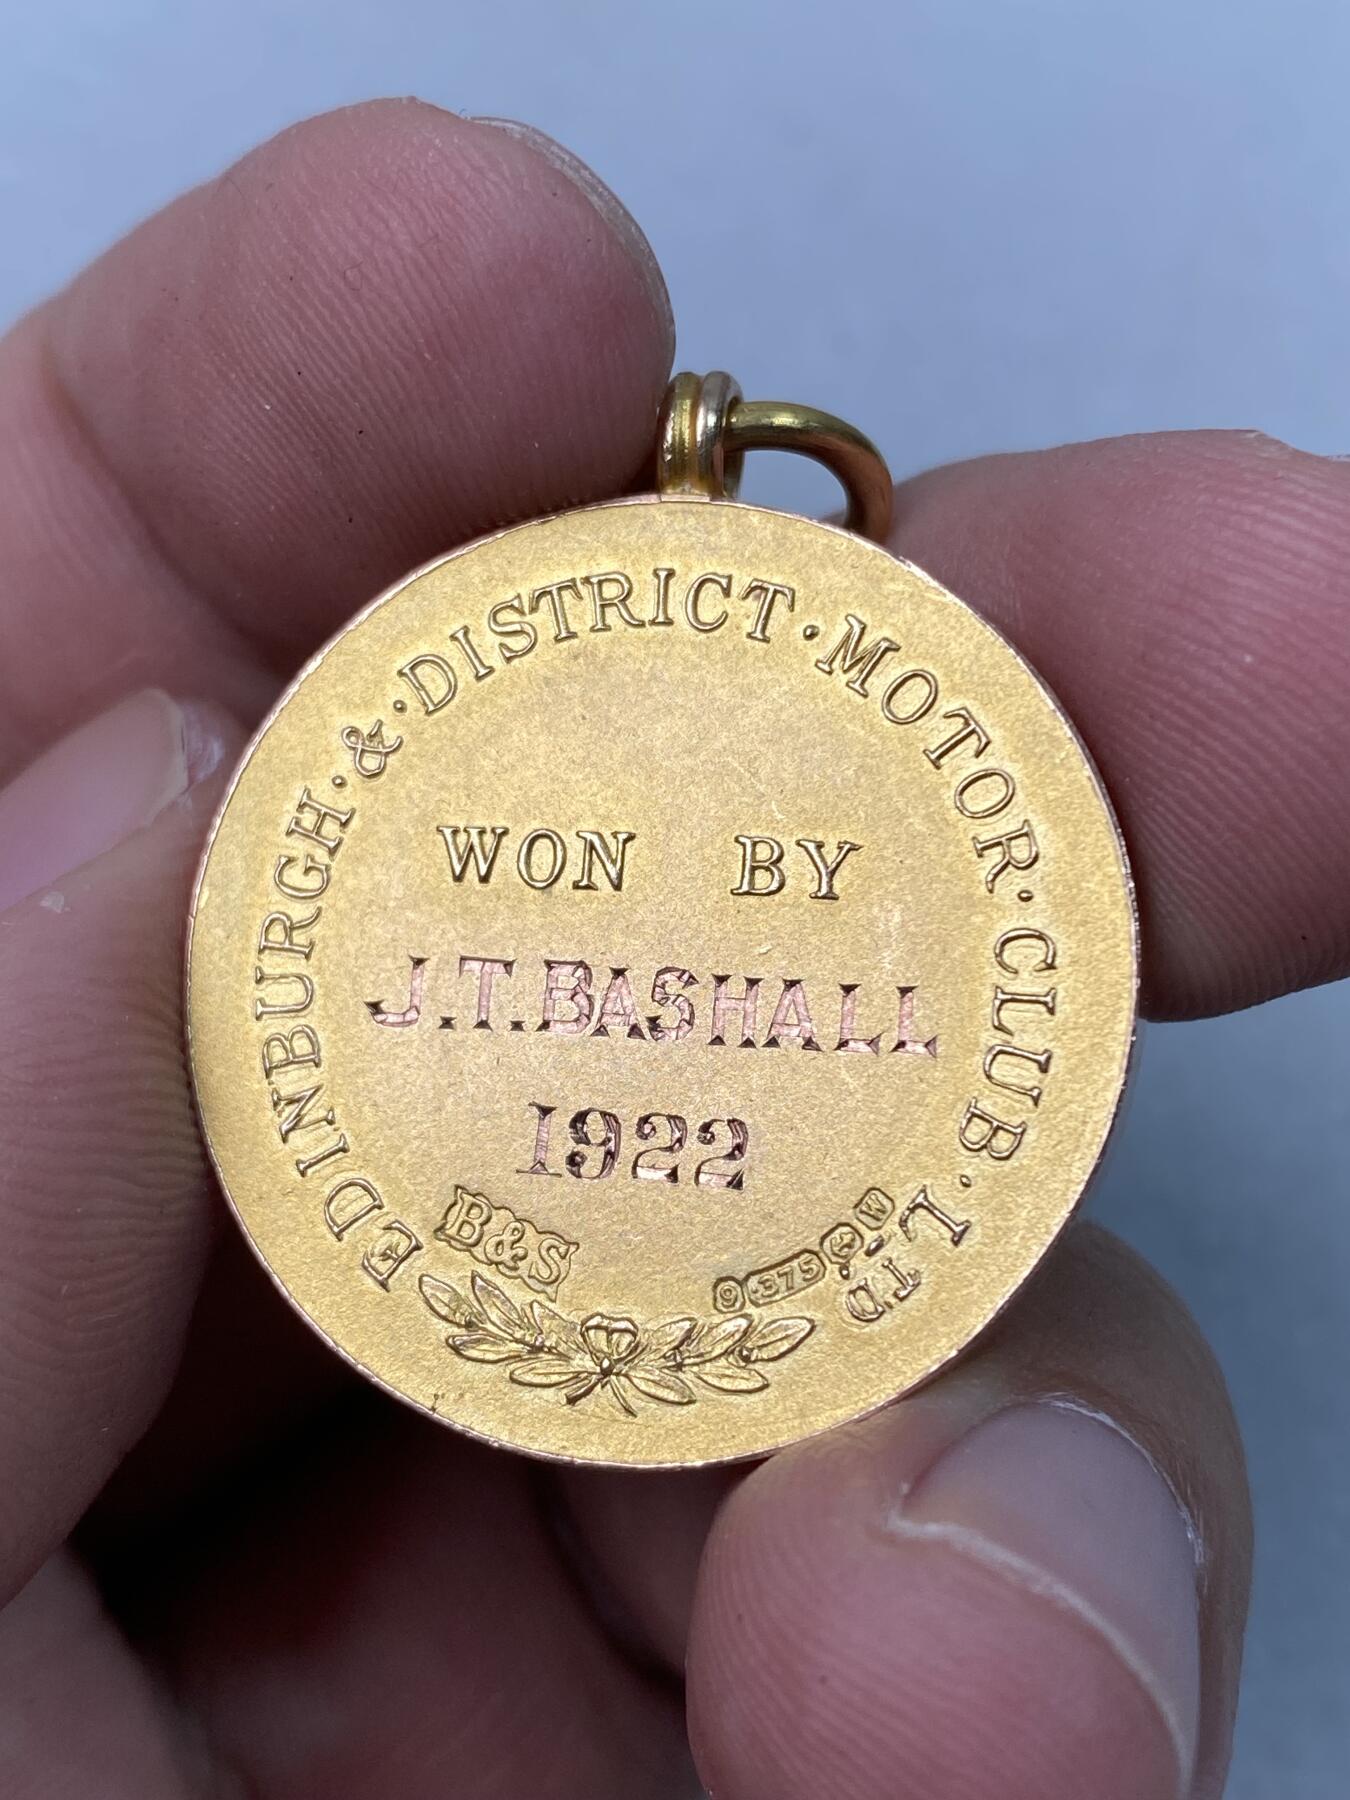 EDINBURGH · & · DISTRICT · MOTOR · CLUB · LTD
WON BY
J.T.BASHALL
1922
B&S
9 .375 W